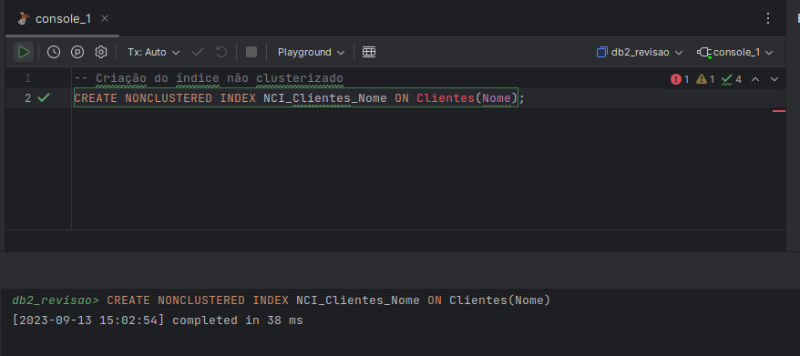 console_1
Tx: Auto
Playground
db2_revisao
console_1
1 -- Criação do índice não clusterizado
1 1 4
2 CREATE NONCLUSTERED INDEX NCI_Clientes_Nome ON Clientes(Nome);
db2_revisao> CREATE NONCLUSTERED INDEX NCI_Clientes_Nome ON Clientes(Nome)
[2023-09-13 15:02:54] completed in 38 ms